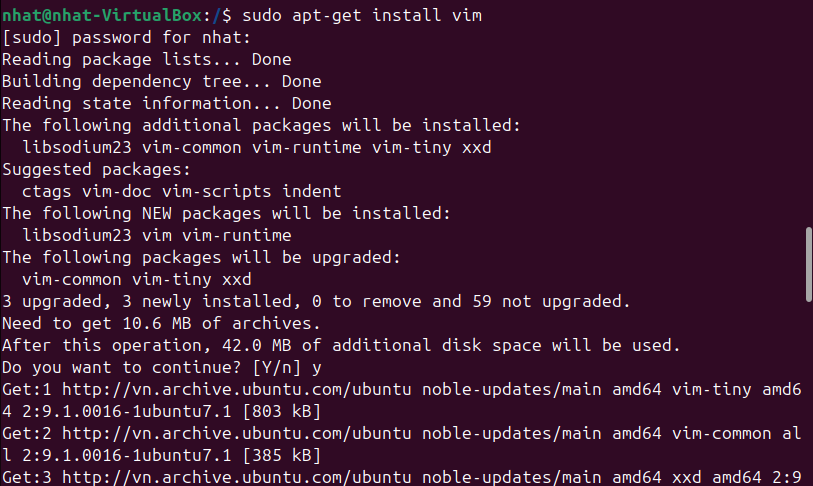 nhat@nhat-VirtualBox:/$ sudo apt-get install vim
[sudo] password for nhat:
Reading package lists... Done
Building dependency tree... Done
Reading state information... Done
The following additional packages will be installed:
  libsodium23 vim-common vim-runtime vim-tiny xxd
Suggested packages:
  ctags vim-doc vim-scripts indent
The following NEW packages will be installed:
  libsodium23 vim vim-runtime
The following packages will be upgraded:
  vim-common vim-tiny xxd
3 upgraded, 3 newly installed, 0 to remove and 59 not upgraded.
Need to get 10.6 MB of archives.
After this operation, 42.0 MB of additional disk space will be used.
Do you want to continue? [Y/n] y
Get:1 http://vn.archive.ubuntu.com/ubuntu noble-updates/main amd64 vim-tiny amd6
4 2:9.1.0016-1ubuntu7.1 [803 kB]
Get:2 http://vn.archive.ubuntu.com/ubuntu noble-updates/main amd64 vim-common al
l 2:9.1.0016-1ubuntu7.1 [385 kB]
Get:3 http://vn.archive.ubuntu.com/ubuntu noble-updates/main amd64 xxd amd64 2:9